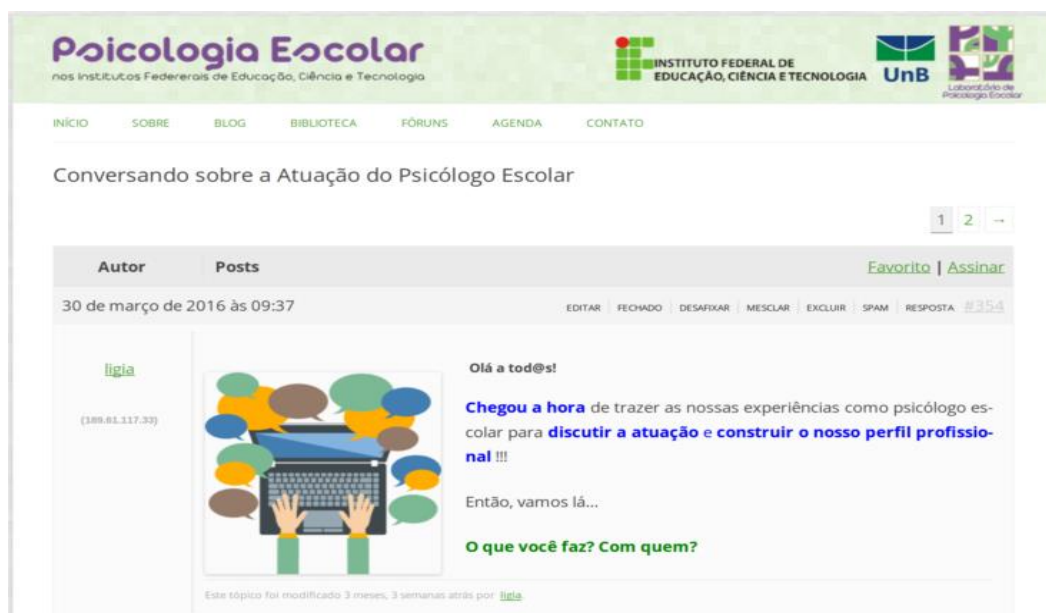 Psicologia Escolar
nos Institutos Federerais de Educação, Ciência e Tecnologia
INSTITUTO FEDERAL DE
EDUCAÇÃO, CIÊNCIA E TECNOLOGIA
UnB
Laboratório de
Psicologia Escolar
INÍCIO SOBRE BLOG BIBLIOTECA FÓRUNS AGENDA CONTATO
Conversando sobre a Atuação do Psicólogo Escolar
1 2 →
Autor Posts Favorito | Assinar
30 de março de 2016 às 09:37 EDITAR FECHADO DESAFIXAR MESCLAR EXCLUIR SPAM RESPOSTA #354
ligia
(189.61.117.33)
Olá a tod@s!
Chegou a hora de trazer as nossas experiências como psicólogo es-
colar para discutir a atuação e construir o nosso perfil profissio-
nal !!!
Então, vamos lá...
O que você faz? Com quem?
Este tópico foi modificado 3 meses, 3 semanas atrás por ligia.